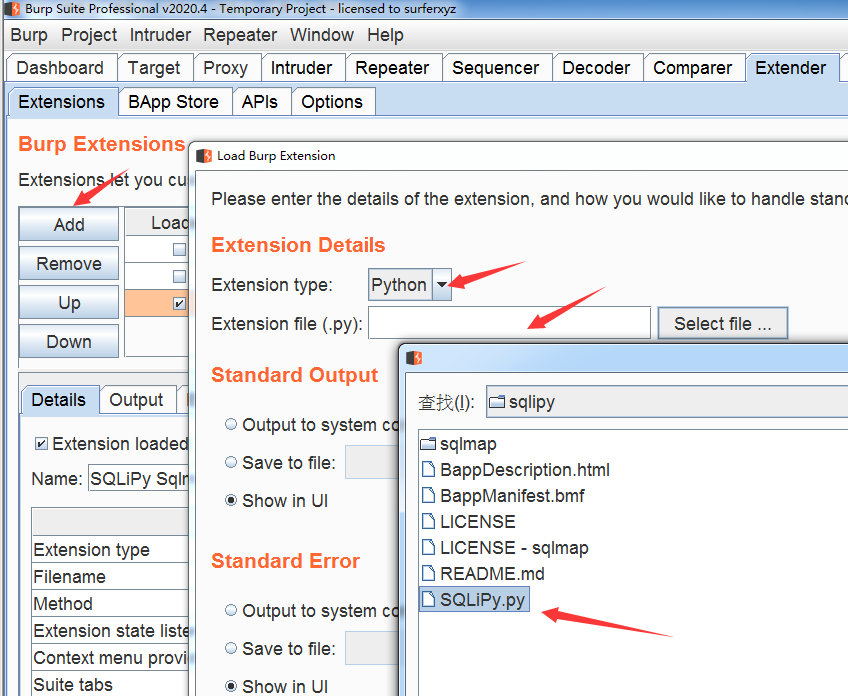 Burp Suite Professional v2020.4 - Temporary Project - licensed to surferxyz
Burp Project Intruder Repeater Window Help
Dashboard Target Proxy Intruder Repeater Sequencer Decoder Comparer Extender
Extensions BApp Store APIs Options
Burp Extensions
Extensions let you cu
Add
Remove
Up
Down
Load
Details Output
Extension loaded
Name: SQLiPy Sqlm
Extension type
Filename
Method
Extension state liste
Context menu provi
Suite tabs
Load Burp Extension
Please enter the details of the extension, and how you would like to handle stand
Extension Details
Extension type: Python
Extension file (.py): Select file ...
Standard Output
Output to system co
Save to file:
Show in UI
Standard Error
Output to system co
Save to file:
Show in UI
查找(I): sqlipy
sqlmap
BappDescription.html
BappManifest.bmf
LICENSE
LICENSE - sqlmap
README.md
SQLiPy.py